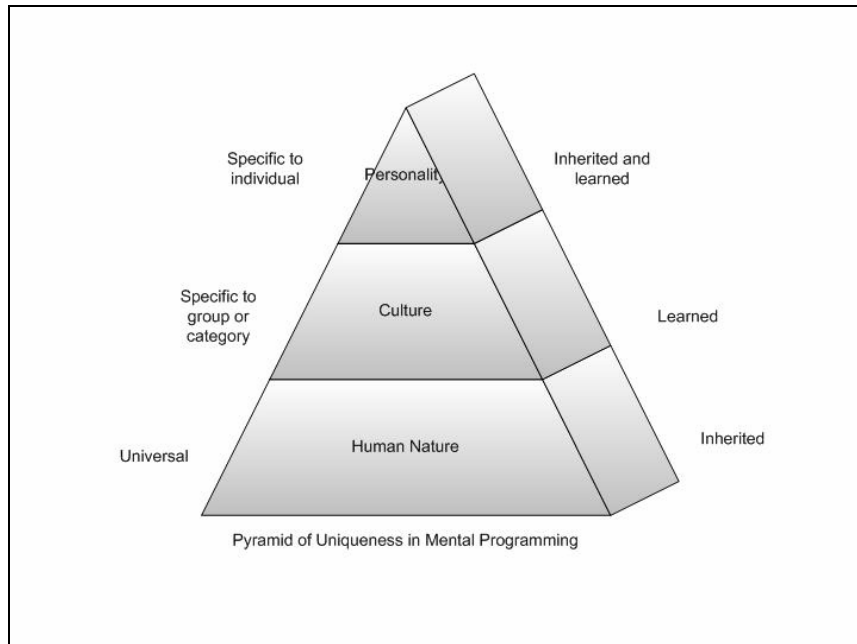 Specific to
individual
Personality
Inherited and
learned
Specific to
group or
category
Culture
Learned
Universal
Human Nature
Inherited
Pyramid of Uniqueness in Mental Programming